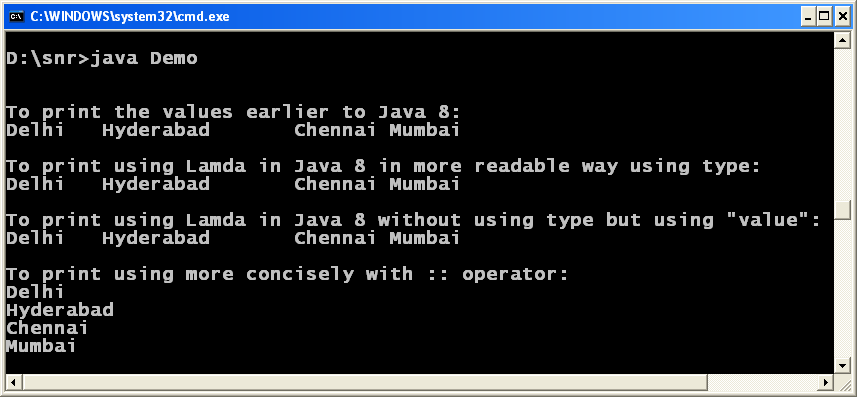 C:\WINDOWS\system32\cmd.exe
D:\snr>java Demo
To print the values earlier to Java 8:
Delhi   Hyderabad       Chennai Mumbai
To print using Lamda in Java 8 in more readable way using type:
Delhi   Hyderabad       Chennai Mumbai
To print using Lamda in Java 8 without using type but using "value":
Delhi   Hyderabad       Chennai Mumbai
To print using more concisely with :: operator:
Delhi
Hyderabad
Chennai
Mumbai